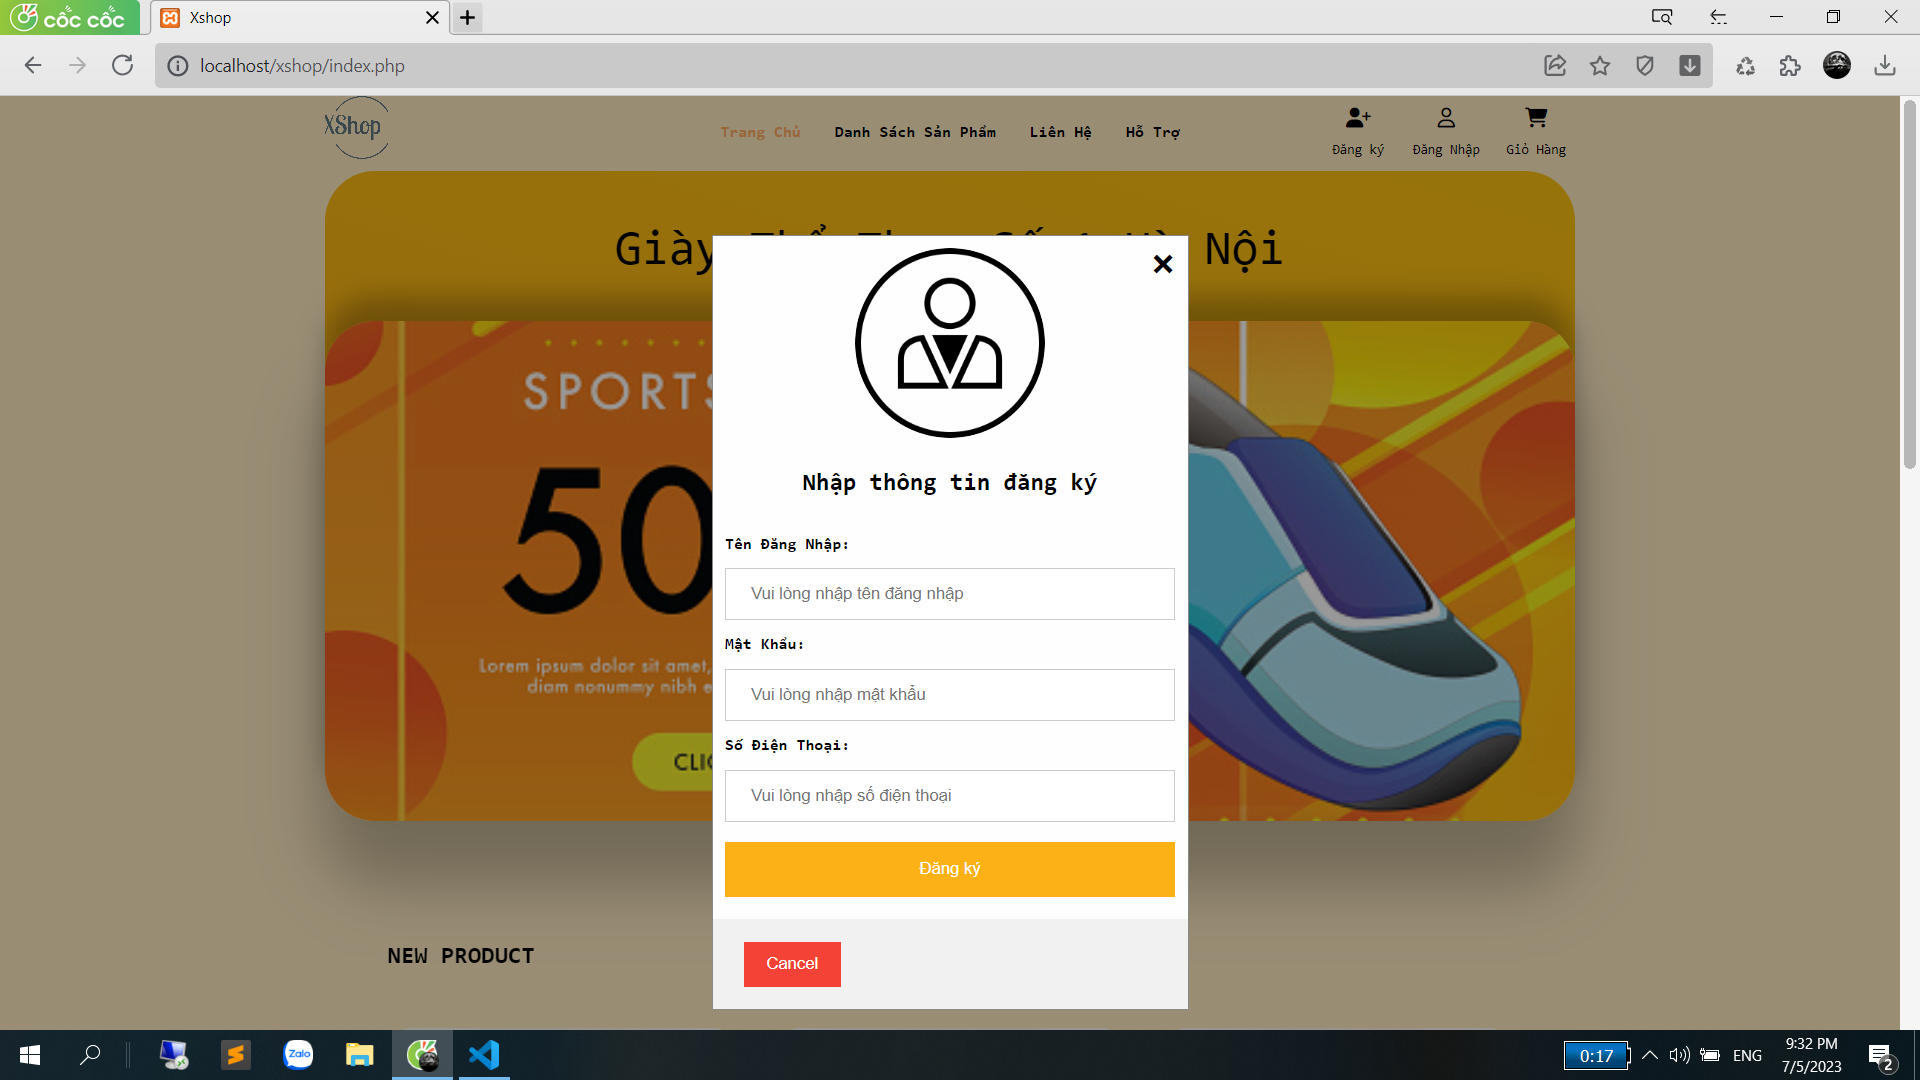 cốc cốc
Xshop
localhost/xshop/index.php
XShop
Trang Chủ
Danh Sách Sản Phẩm
Liên Hệ
Hỗ Trợ
Đăng ký
Đăng Nhập
Giỏ Hàng
Giày
Nội
SPORTS
50
Lorem ipsum dolor sit amet,
diam nonummy nibh
Nhập thông tin đăng ký
Tên Đăng Nhập:
Vui lòng nhập tên đăng nhập
Mật Khẩu:
Vui lòng nhập mật khẩu
Số Điện Thoại:
Vui lòng nhập số điện thoại
Đăng ký
Cancel
NEW PRODUCT
Zalo
0:17
ENG
9:32 PM
7/5/2023
2